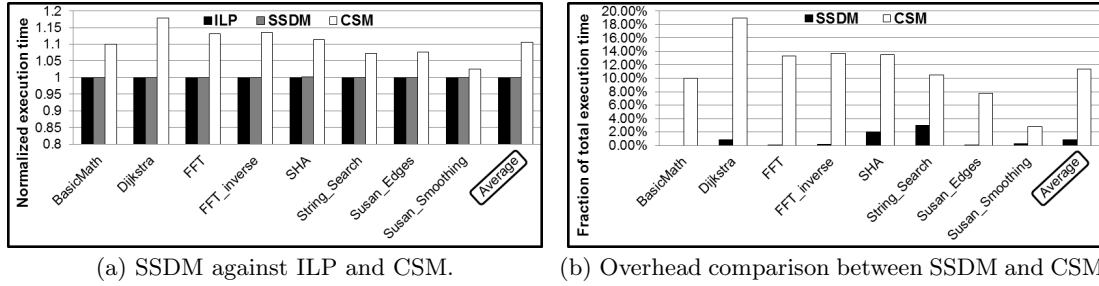 Normalized execution time
ILP SSDM CSM
1.2
1.15
1.1
1.05
1
0.95
0.9
0.85
0.8
BasicMath
Dijkstra
FFT
FFT_inverse
SHA
String_Search
Susan_Edges
Susan_Smoothing
Average
(a) SSDM against ILP and CSM.
Fraction of total execution time
SSDM CSM
20.00%
18.00%
16.00%
14.00%
12.00%
10.00%
8.00%
6.00%
4.00%
2.00%
0.00%
BasicMath
Dijkstra
FFT
FFT_inverse
SHA
String_Search
Susan_Edges
Susan_Smoothing
Average
(b) Overhead comparison between SSDM and CSM